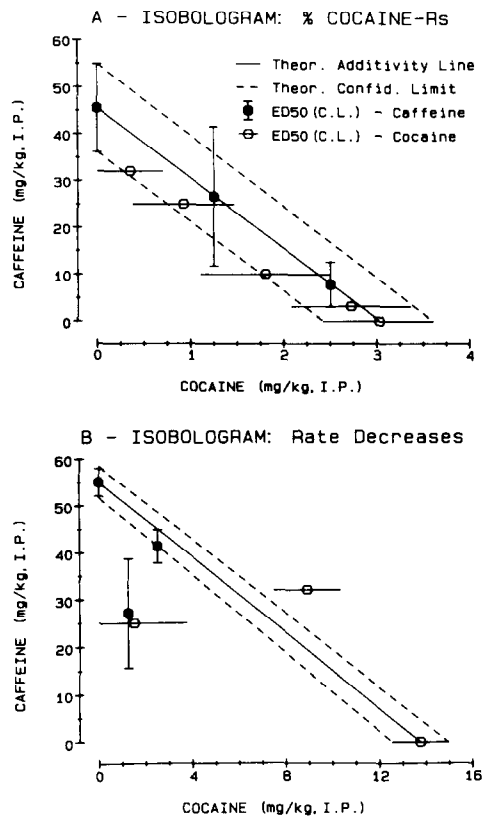 A - ISOBOLOGRAM: % COCAINE-Rs
60
50
40
30
20
10
0
CAFFEINE (mg/kg, I.P.)
Theor. Additivity Line
Theor. Confid. Limit
ED50 (C.L.) - Caffeine
ED50 (C.L.) - Cocaine
0 1 2 3 4
COCAINE (mg/kg, I.P.)
B - ISOBOLOGRAM: Rate Decreases
60
50
40
30
20
10
0
CAFFEINE (mg/kg, I.P.)
0 4 8 12 16
COCAINE (mg/kg, I.P.)